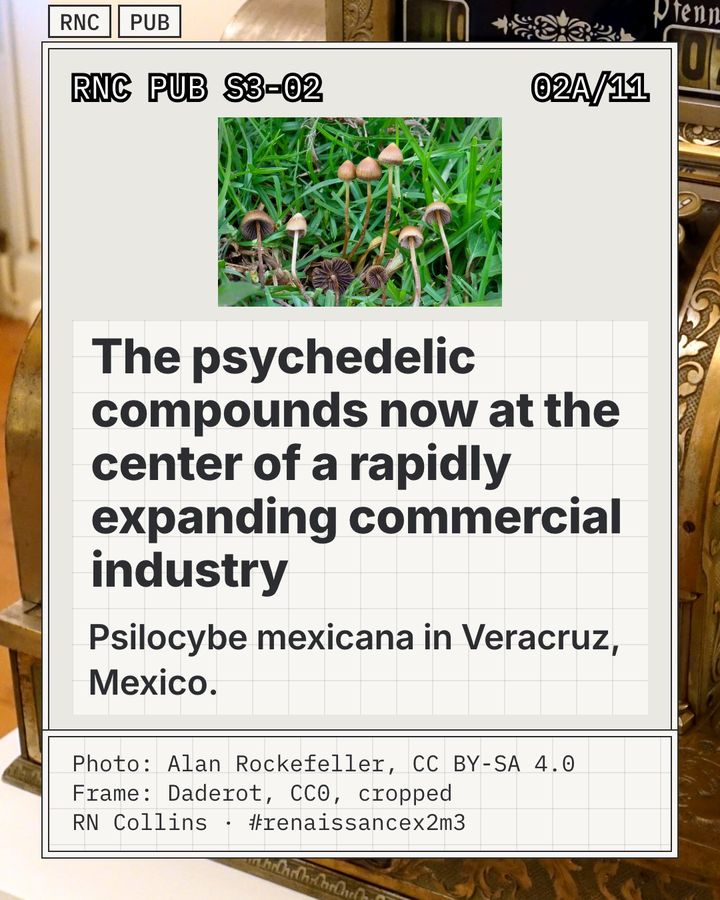 RNC PUB
RNC PUB S3-02 02A/11
The psychedelic
compounds now at the
center of a rapidly
expanding commercial
industry
Psilocybe mexicana in Veracruz,
Mexico.
Photo: Alan Rockefeller, CC BY-SA 4.0
Frame: Daderot, CC0, cropped
RN Collins · #renaissancex2m3